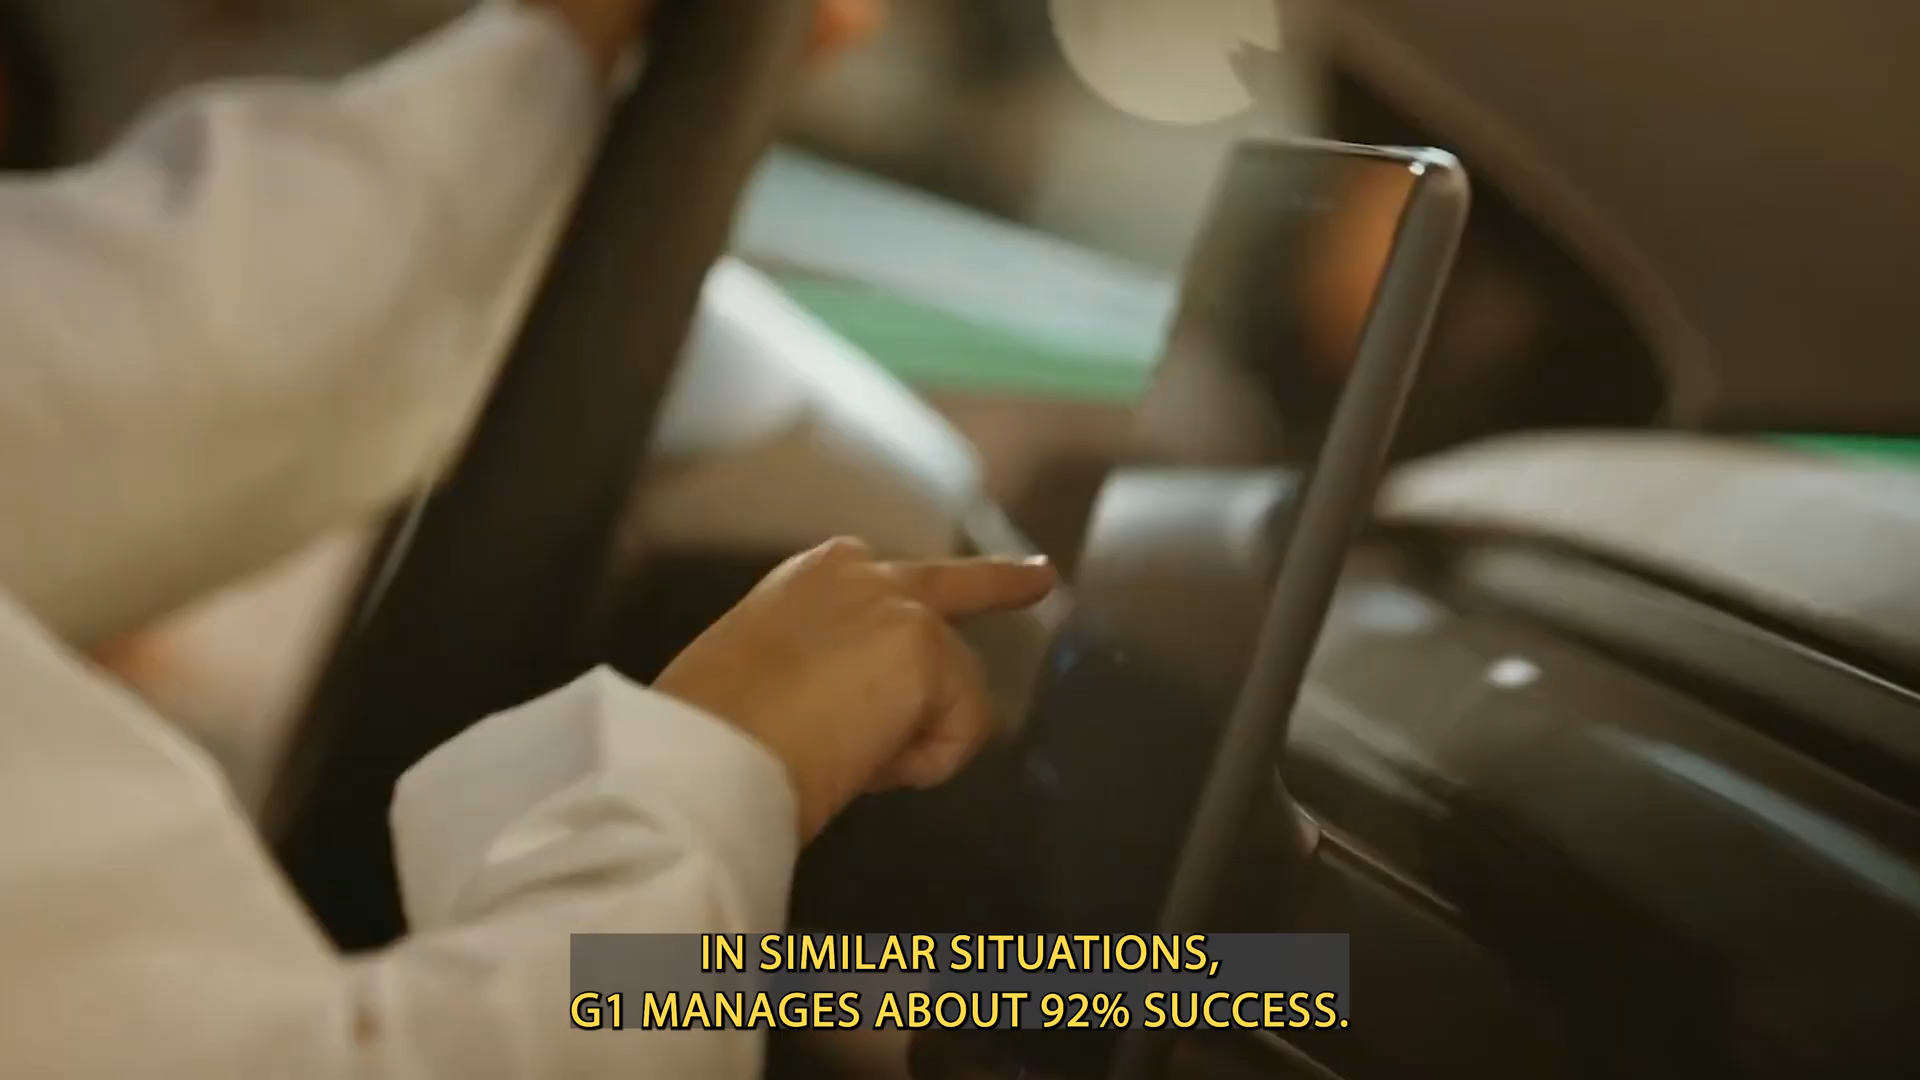 IN SIMILAR SITUATIONS,
G1 MANAGES ABOUT 92% SUCCESS.